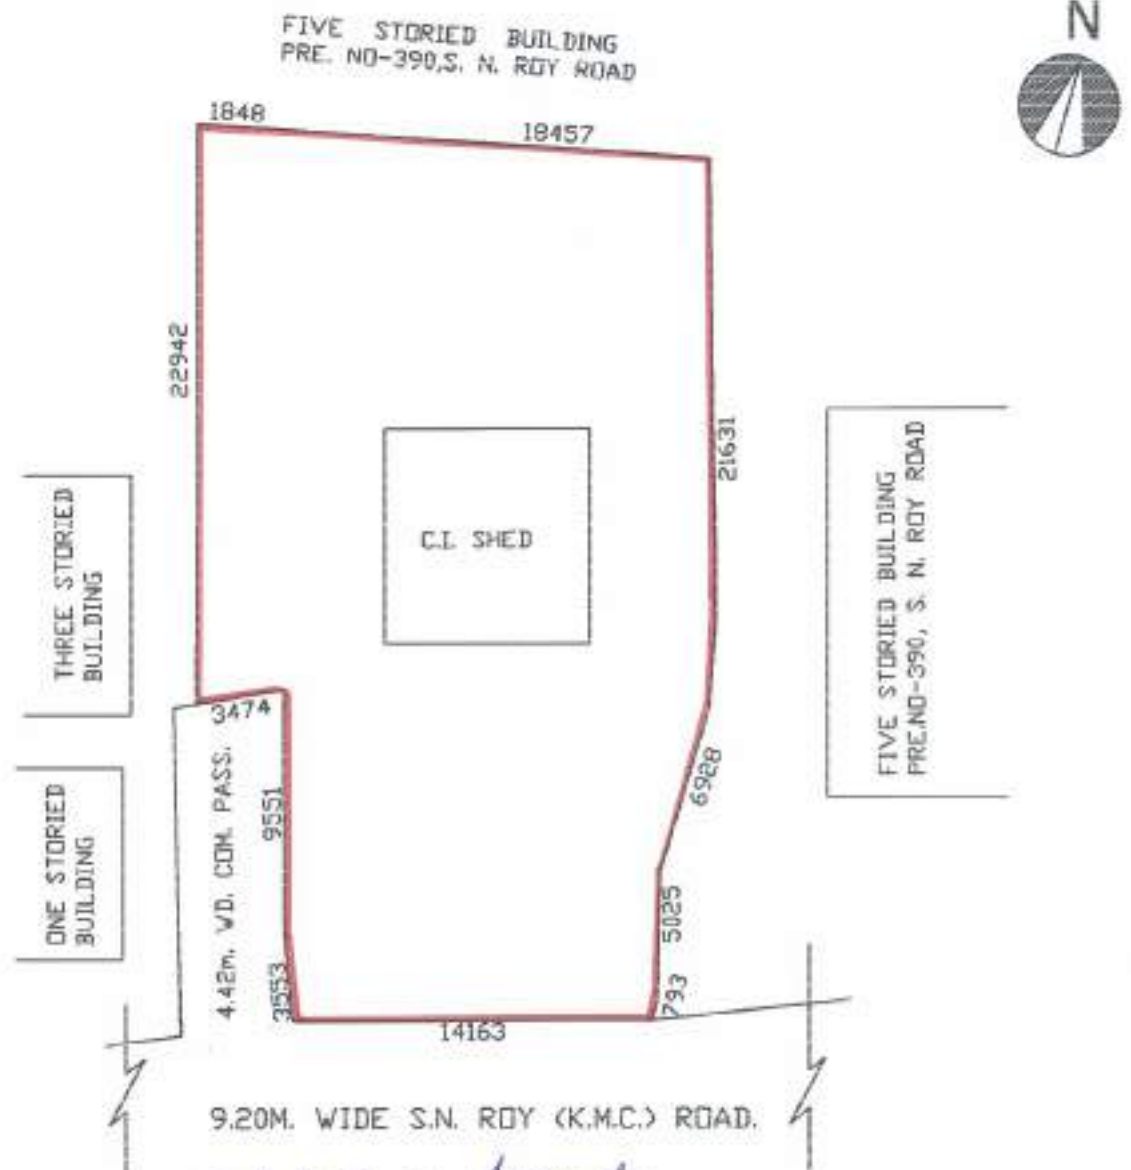 N
FIVE STORIED BUILDING
PRE. NO-390,S. N. ROY ROAD
1848
18457
22942
21631
C.I. SHED
THREE STORIED
BUILDING
FIVE STORIED BUILDING
PRE.NO-390, S. N. ROY ROAD
3474
6928
ONE STORIED
BUILDING
4.42m. WD. COM. PASS.
9551
5025
3553
793
14163
9.20M. WIDE S.N. ROY (K.M.C.) ROAD.